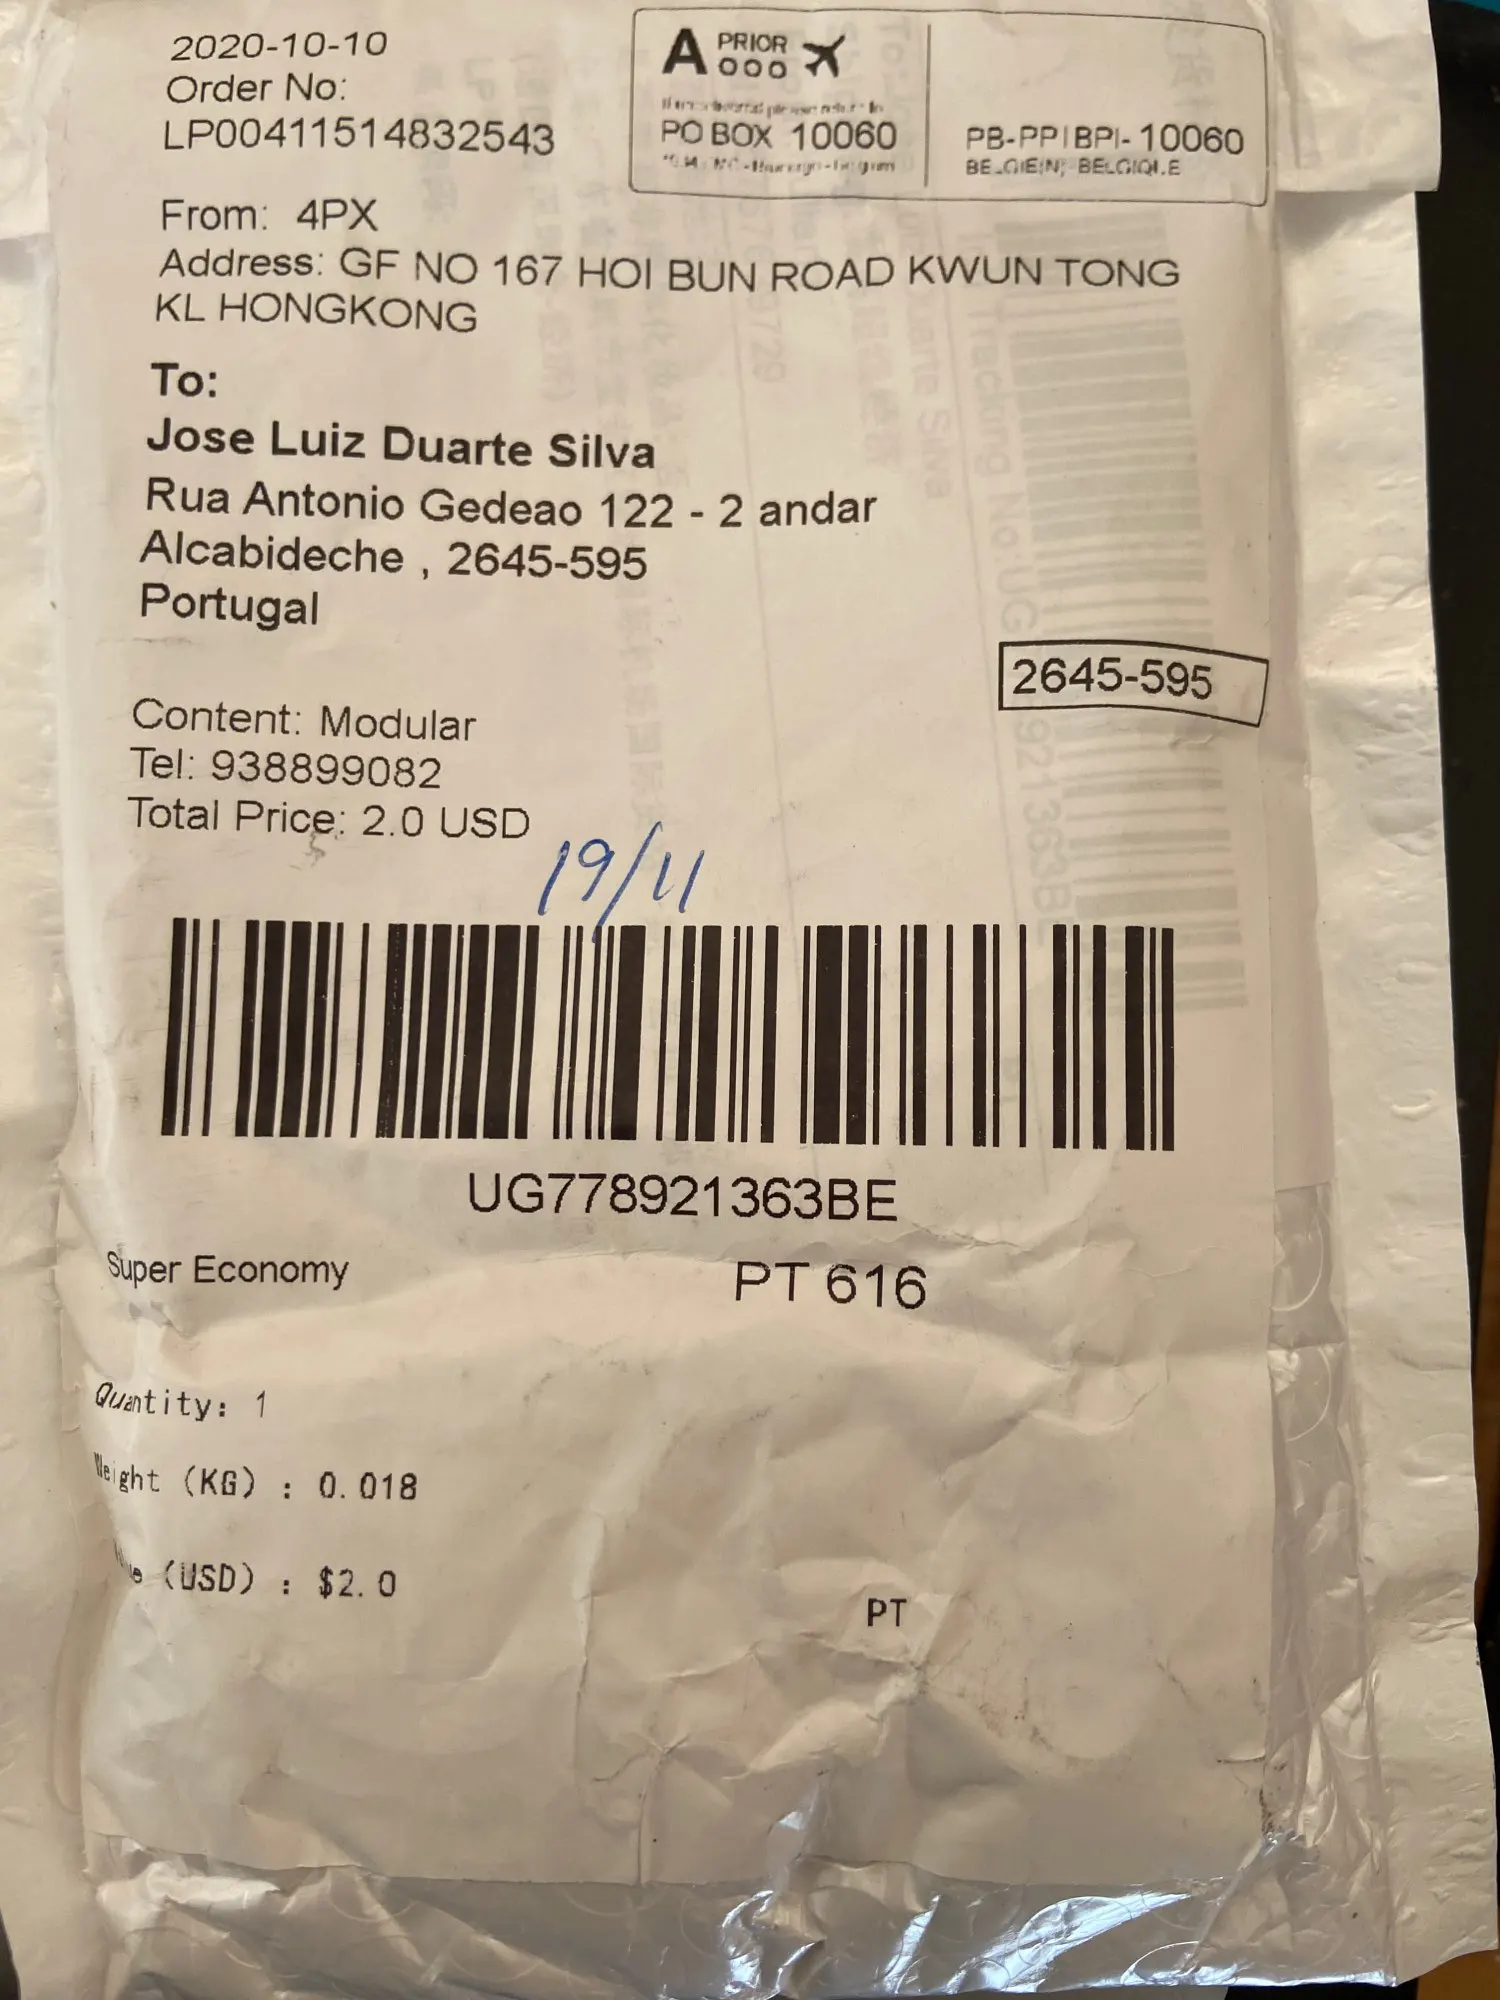 2020-10-10
Order No:
LP00411514832543
A PRIOR
PO BOX 10060
PB-PP|BPI-10060
BELGIE(N)-BELGIQUE
From: 4PX
Address: GF NO 167 HOI BUN ROAD KWUN TONG
KL HONGKONG
To:
Jose Luiz Duarte Silva
Rua Antonio Gedeao 122 - 2 andar
Alcabideche , 2645-595
Portugal
2645-595
Content: Modular
Tel: 938899082
Total Price: 2.0 USD
19/11
UG778921363BE
Super Economy
PT 616
Quantity: 1
Weight (KG) : 0.018
(USD) : $2.0
PT